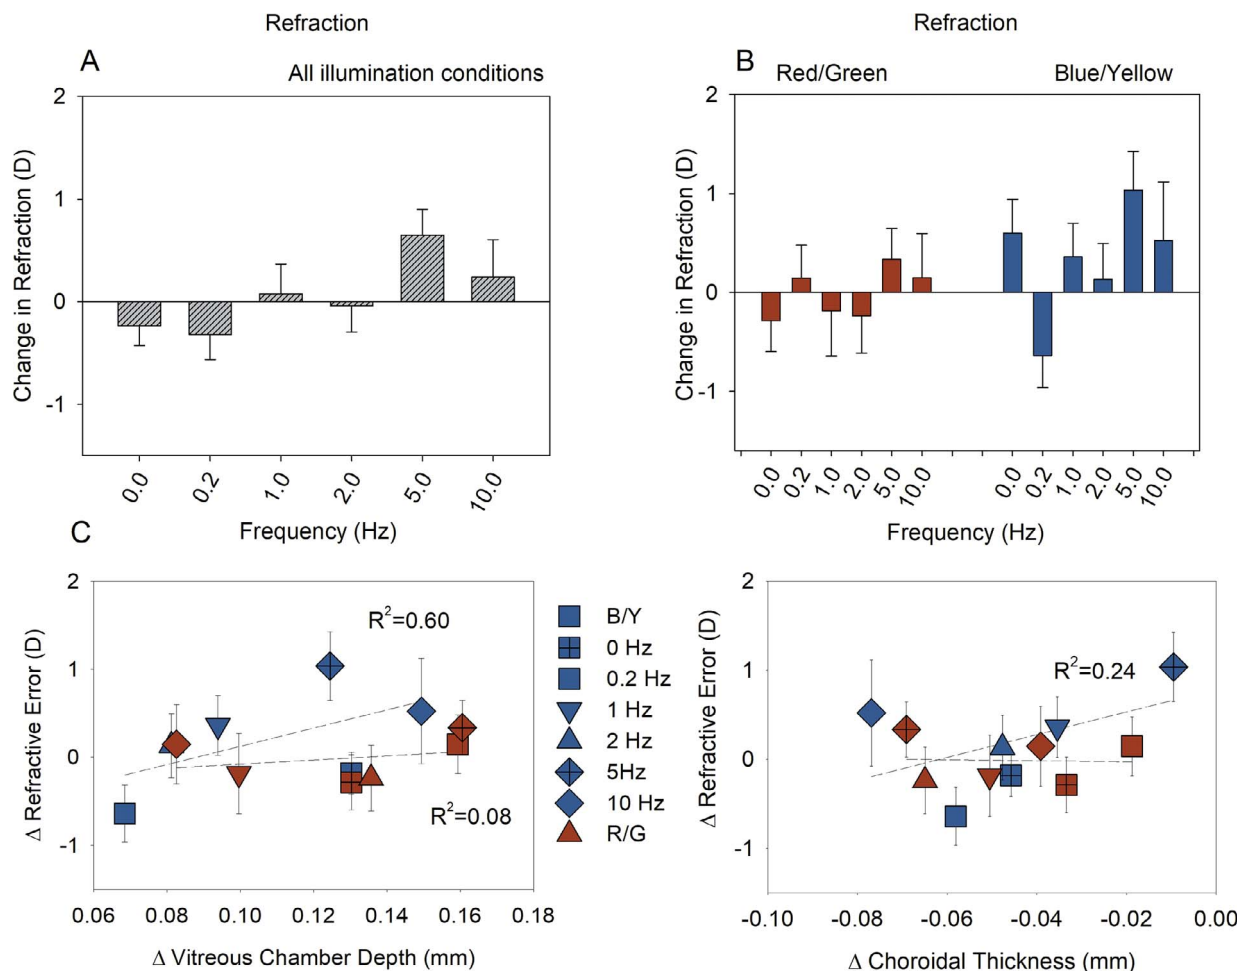 Refraction
A
All illumination conditions
2
1
0
-1
Change in Refraction (D)
0.0 0.2 1.0 2.0 5.0 10.0
Frequency (Hz)
Refraction
B
Red/Green Blue/Yellow
2
1
0
-1
Change in Refraction (D)
0.0 0.2 1.0 2.0 5.0 10.0 0.0 0.2 1.0 2.0 5.0 10.0
Frequency (Hz)
C
2
1
0
-1
Δ Refractive Error (D)
R²=0.60
R²=0.08
0.06 0.08 0.10 0.12 0.14 0.16 0.18
Δ Vitreous Chamber Depth (mm)
B/Y
0 Hz
0.2 Hz
1 Hz
2 Hz
5Hz
10 Hz
R/G
2
1
0
-1
Δ Refractive Error (D)
R²=0.24
-0.10 -0.08 -0.06 -0.04 -0.02 0.00
Δ Choroidal Thickness (mm)